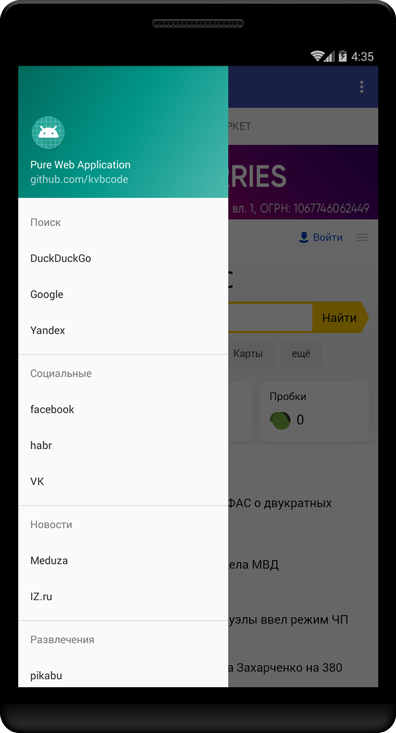 4:35
Pure Web Application
github.com/kvbcode
Поиск
DuckDuckGo
Google
Yandex
Социальные
facebook
habr
VK
Новости
Meduza
IZ.ru
Развлечения
pikabu
РКЕТ
RRIES
вл. 1, ОГРН: 1067746062449
Войти
Найти
Карты
ещё
Пробки
0
ФАС о двукратных
ела МВД
уэлы ввел режим ЧП
а Захарченко на 380